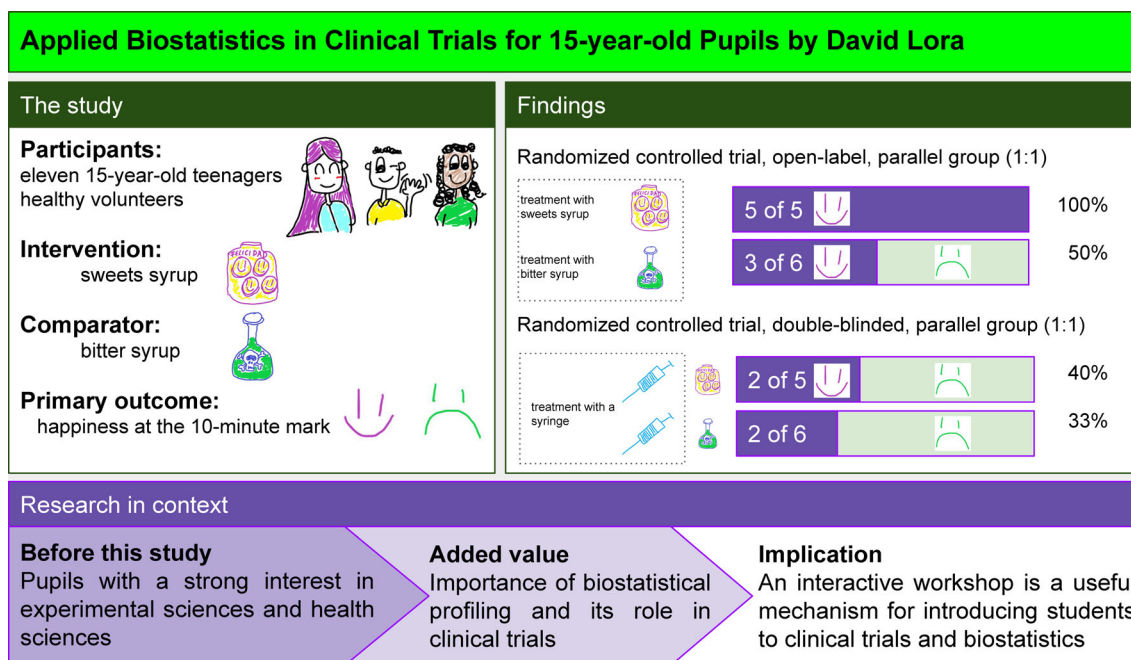 Applied Biostatistics in Clinical Trials for 15-year-old Pupils by David Lora
The study
Participants:
eleven 15-year-old teenagers
healthy volunteers
Intervention:
sweets syrup
FELICIDAD
Comparator:
bitter syrup
Primary outcome:
happiness at the 10-minute mark
Findings
Randomized controlled trial, open-label, parallel group (1:1)
treatment with
sweets syrup
5 of 5
100%
treatment with
bitter syrup
3 of 6
50%
Randomized controlled trial, double-blinded, parallel group (1:1)
treatment with a
syringe
2 of 5
40%
2 of 6
33%
Research in context
Before this study
Pupils with a strong interest in
experimental sciences and health
sciences
Added value
Importance of biostatistical
profiling and its role in
clinical trials
Implication
An interactive workshop is a useful
mechanism for introducing students
to clinical trials and biostatistics